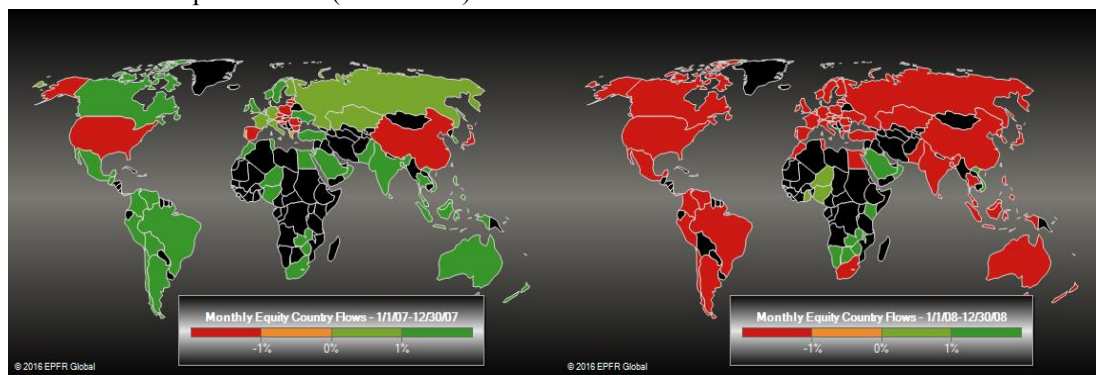 Monthly Equity Country Flows - 1/1/07-12/30/07
-1% 0% 1%
© 2016 EPFR Global
Monthly Equity Country Flows - 1/1/08-12/30/08
-1% 0% 1%
© 2016 EPFR Global